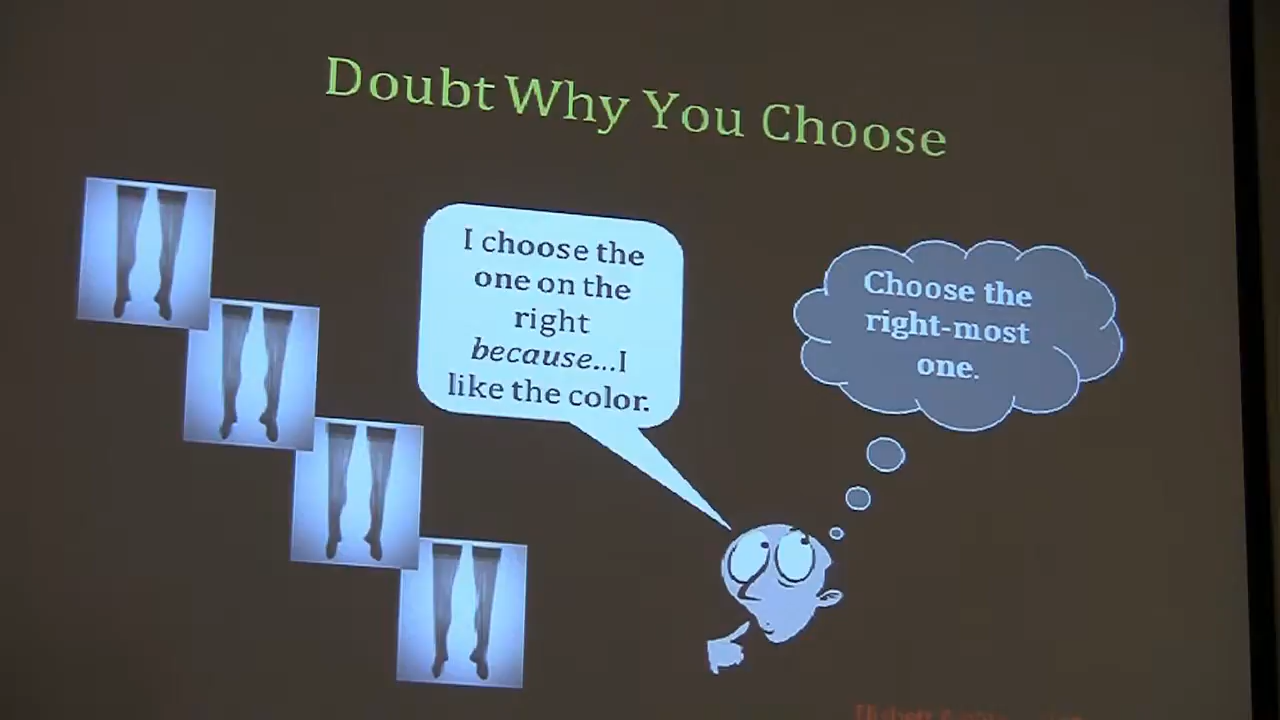 Doubt Why You Choose
I choose the
one on the
right
because...I
like the color.
Choose the
right-most
one.